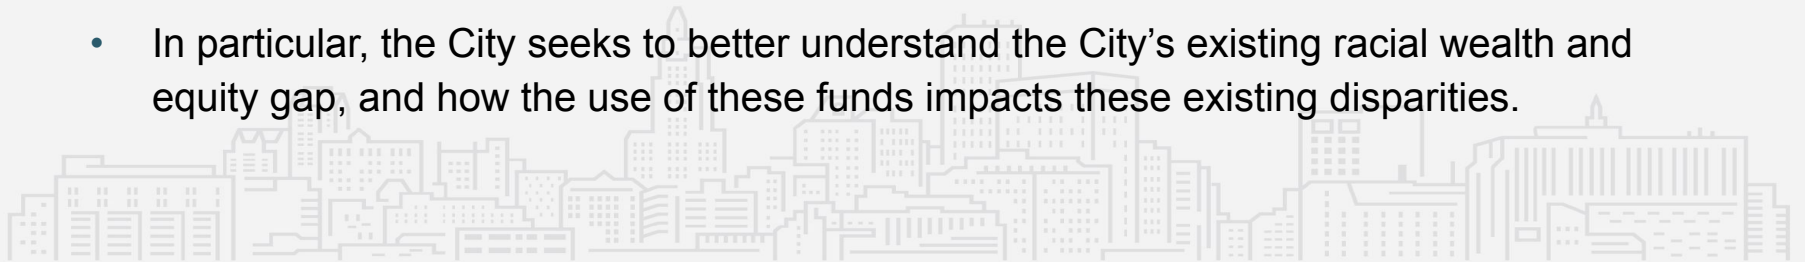 • In particular, the City seeks to better understand the City’s existing racial wealth and
equity gap, and how the use of these funds impacts these existing disparities.